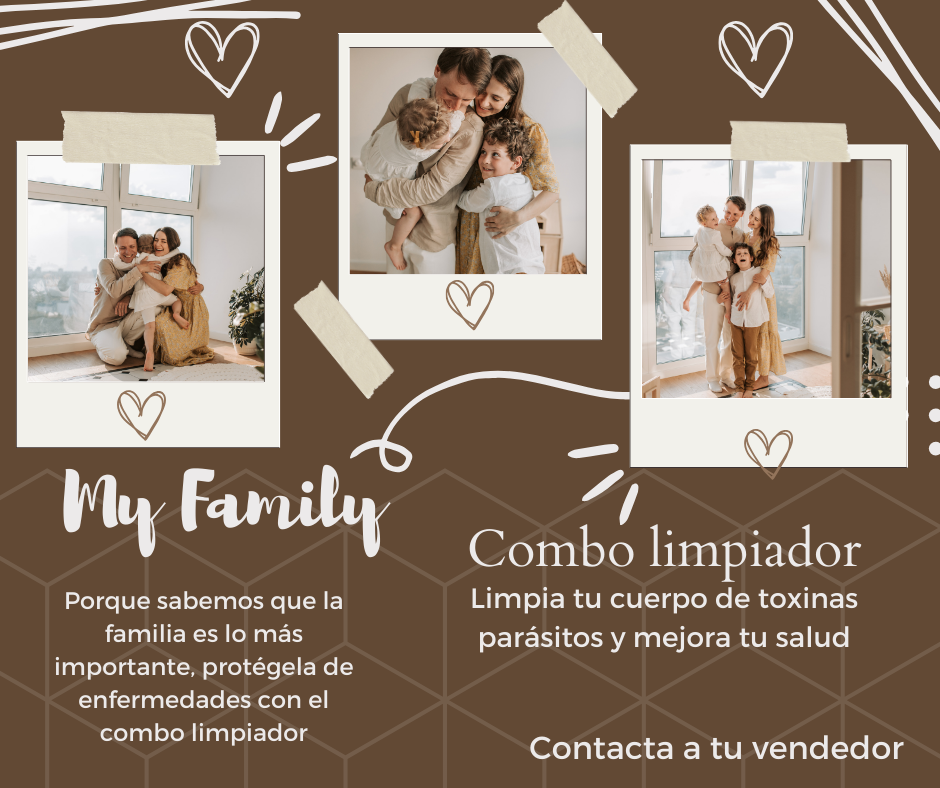 My Family
Porque sabemos que la
familia es lo más
importante, protégela de
enfermedades con el
combo limpiador
Combo limpiador
Limpia tu cuerpo de toxinas
parásitos y mejora tu salud
Contacta a tu vendedor